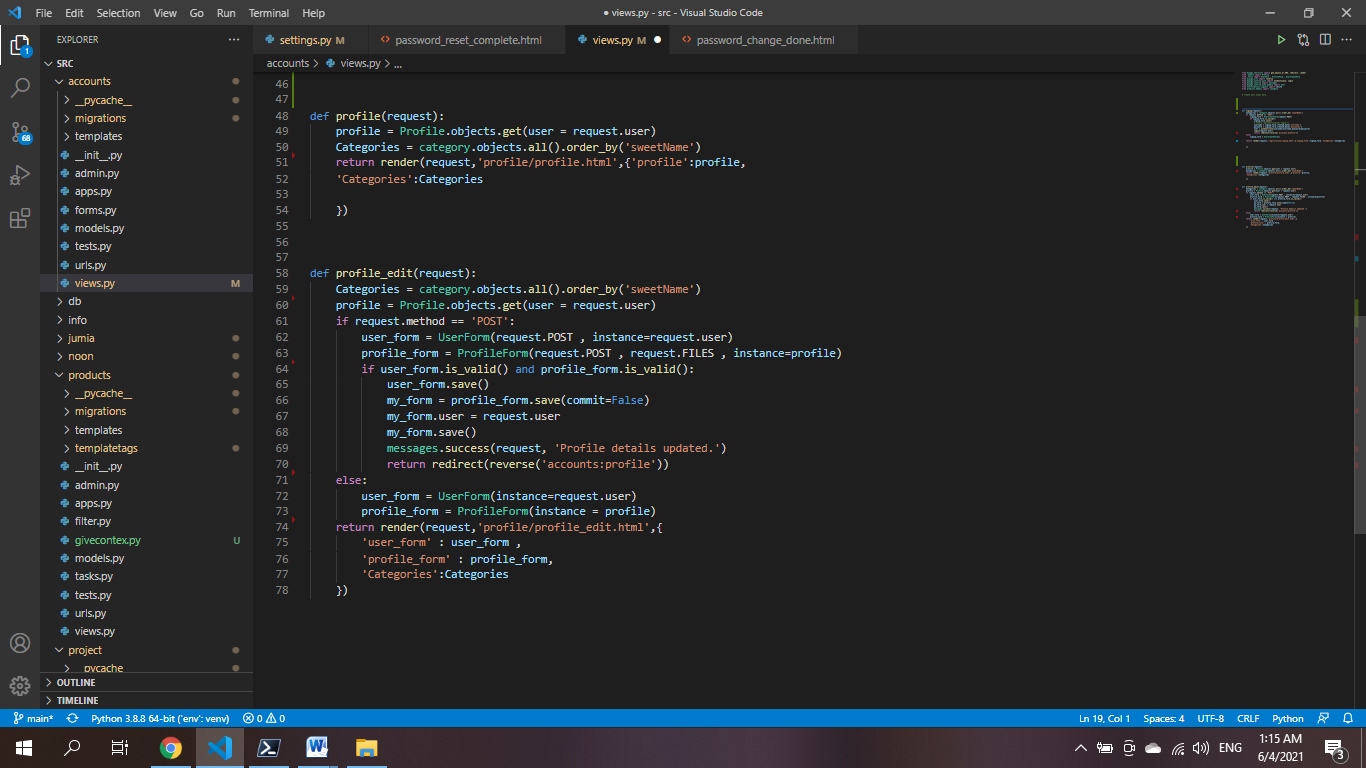 File Edit Selection View Go Run Terminal Help
● views.py - src - Visual Studio Code
EXPLORER
settings.py M
password_reset_complete.html
views.py M
password_change_done.html
accounts > views.py > ...
SRC
accounts
__pycache__
migrations
templates
__init__.py
admin.py
apps.py
forms.py
models.py
tests.py
urls.py
views.py M
db
info
jumia
noon
products
__pycache__
migrations
templates
templatetags
__init__.py
admin.py
apps.py
filter.py
givecontex.py U
models.py
tasks.py
tests.py
urls.py
views.py
project
__pycache__
OUTLINE
TIMELINE
46
47
48 def profile(request):
49 profile = Profile.objects.get(user = request.user)
50 Categories = category.objects.all().order_by('sweetName')
51 return render(request,'profile/profile.html',{'profile':profile,
52 'Categories':Categories
53
54 })
55
56
57
58 def profile_edit(request):
59 Categories = category.objects.all().order_by('sweetName')
60 profile = Profile.objects.get(user = request.user)
61 if request.method == 'POST':
62 user_form = UserForm(request.POST , instance=request.user)
63 profile_form = ProfileForm(request.POST , request.FILES , instance=profile)
64 if user_form.is_valid() and profile_form.is_valid():
65 user_form.save()
66 my_form = profile_form.save(commit=False)
67 my_form.user = request.user
68 my_form.save()
69 messages.success(request, 'Profile details updated.')
70 return redirect(reverse('accounts:profile'))
71 else:
72 user_form = UserForm(instance=request.user)
73 profile_form = ProfileForm(instance = profile)
74 return render(request,'profile/profile_edit.html',{
75 'user_form' : user_form ,
76 'profile_form' : profile_form,
77 'Categories':Categories
78 })
1
68
main* Python 3.8.8 64-bit ('env': venv) 0 0
Ln 19, Col 1 Spaces: 4 UTF-8 CRLF Python
ENG
1:15 AM
6/4/2021
3